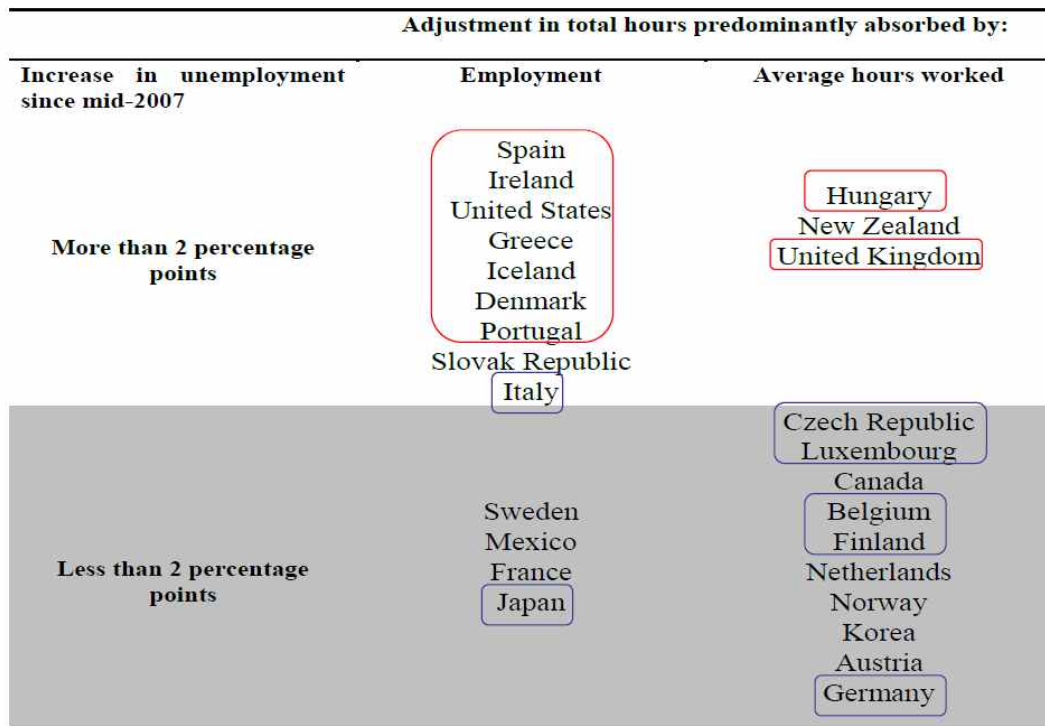 Adjustment in total hours predominantly absorbed by:
Increase in unemployment since mid-2007
Employment
Average hours worked
More than 2 percentage points
Spain
Ireland
United States
Greece
Iceland
Denmark
Portugal
Slovak Republic
Italy
Hungary
New Zealand
United Kingdom
Less than 2 percentage points
Sweden
Mexico
France
Japan
Czech Republic
Luxembourg
Canada
Belgium
Finland
Netherlands
Norway
Korea
Austria
Germany